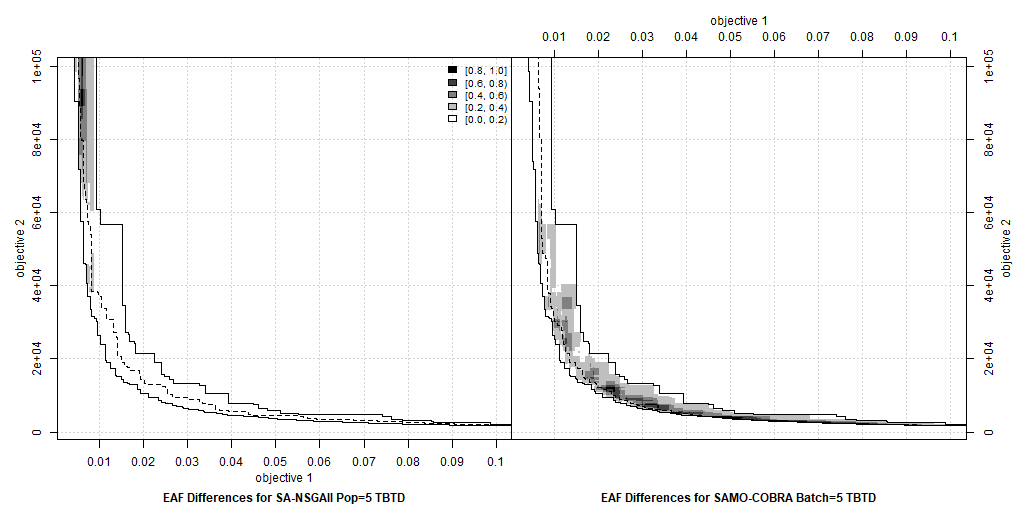 objective 1
0.01 0.02 0.03 0.04 0.05 0.06 0.07 0.08 0.09 0.1
[0.8, 1.0]
[0.6, 0.8)
[0.4, 0.6)
[0.2, 0.4)
[0.0, 0.2)
objective 2
0 2e+04 4e+04 6e+04 8e+04 1e+05
0 2e+04 4e+04 6e+04 8e+04 1e+05
objective 2
0.01 0.02 0.03 0.04 0.05 0.06 0.07 0.08 0.09 0.1
objective 1
EAF Differences for SA-NSGAII Pop=5 TBTD
EAF Differences for SAMO-COBRA Batch=5 TBTD